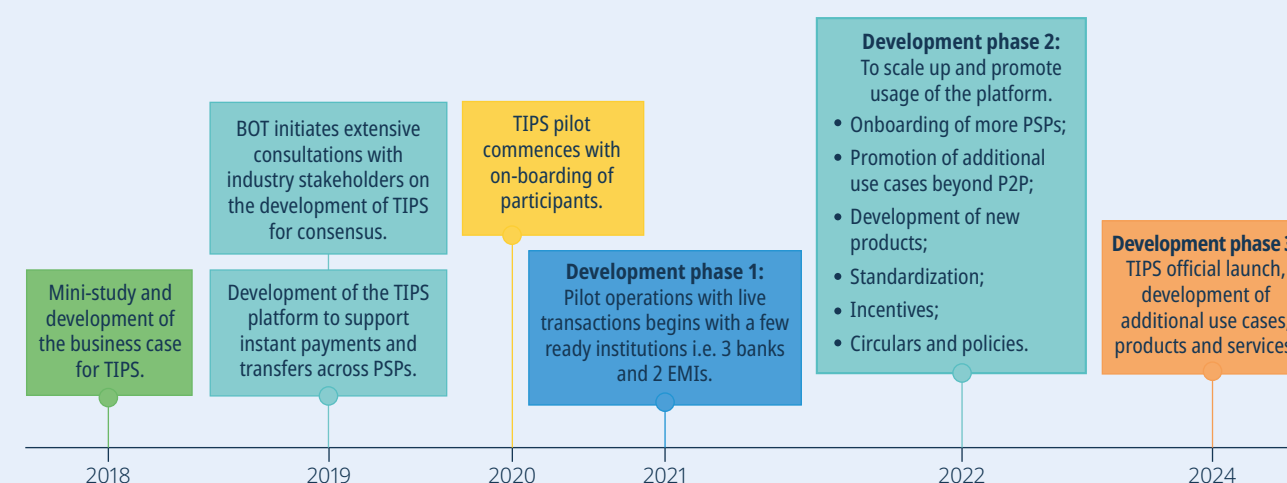 Mini-study and
development of
the business case
for TIPS.
BOT initiates extensive
consultations with
industry stakeholders on
the development of TIPS
for consensus.
Development of the TIPS
platform to support
instant payments and
transfers across PSPs.
TIPS pilot
commences with
on-boarding of
participants.
Development phase 1:
Pilot operations with live
transactions begins with a few
ready institutions i.e. 3 banks
and 2 EMIs.
Development phase 2:
To scale up and promote
usage of the platform.
• Onboarding of more PSPs;
• Promotion of additional
use cases beyond P2P;
• Development of new
products;
• Standardization;
• Incentives;
• Circulars and policies.
Development phase 3
TIPS official launch,
development of
additional use cases,
products and services
2018
2019
2020
2021
2022
2024